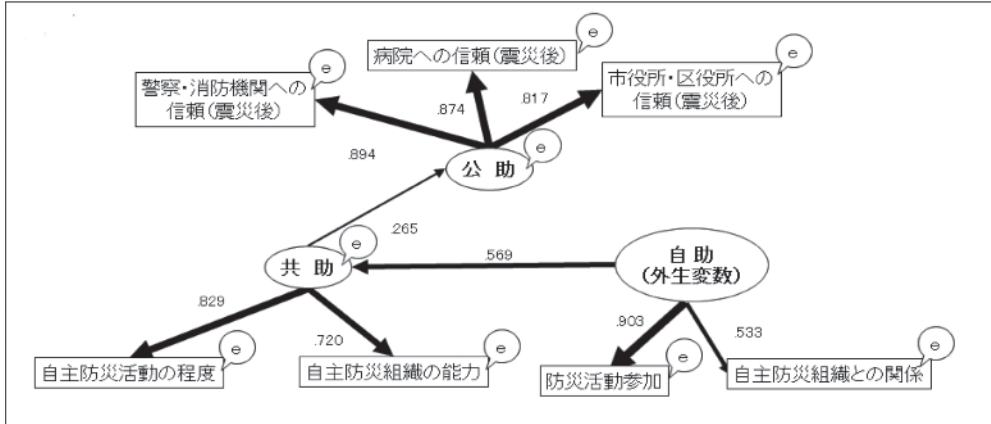 e
病院への信頼(震災後)
e
警察・消防機関への
信頼(震災後)
e
市役所・区役所への
信頼(震災後)
.874
.817
.894
e
公 助
.265
e
共 助
.569
自 助
(外生変数)
.829
.720
.903
.533
e
自主防災活動の程度
e
自主防災組織の能力
e
防災活動参加
e
自主防災組織との関係